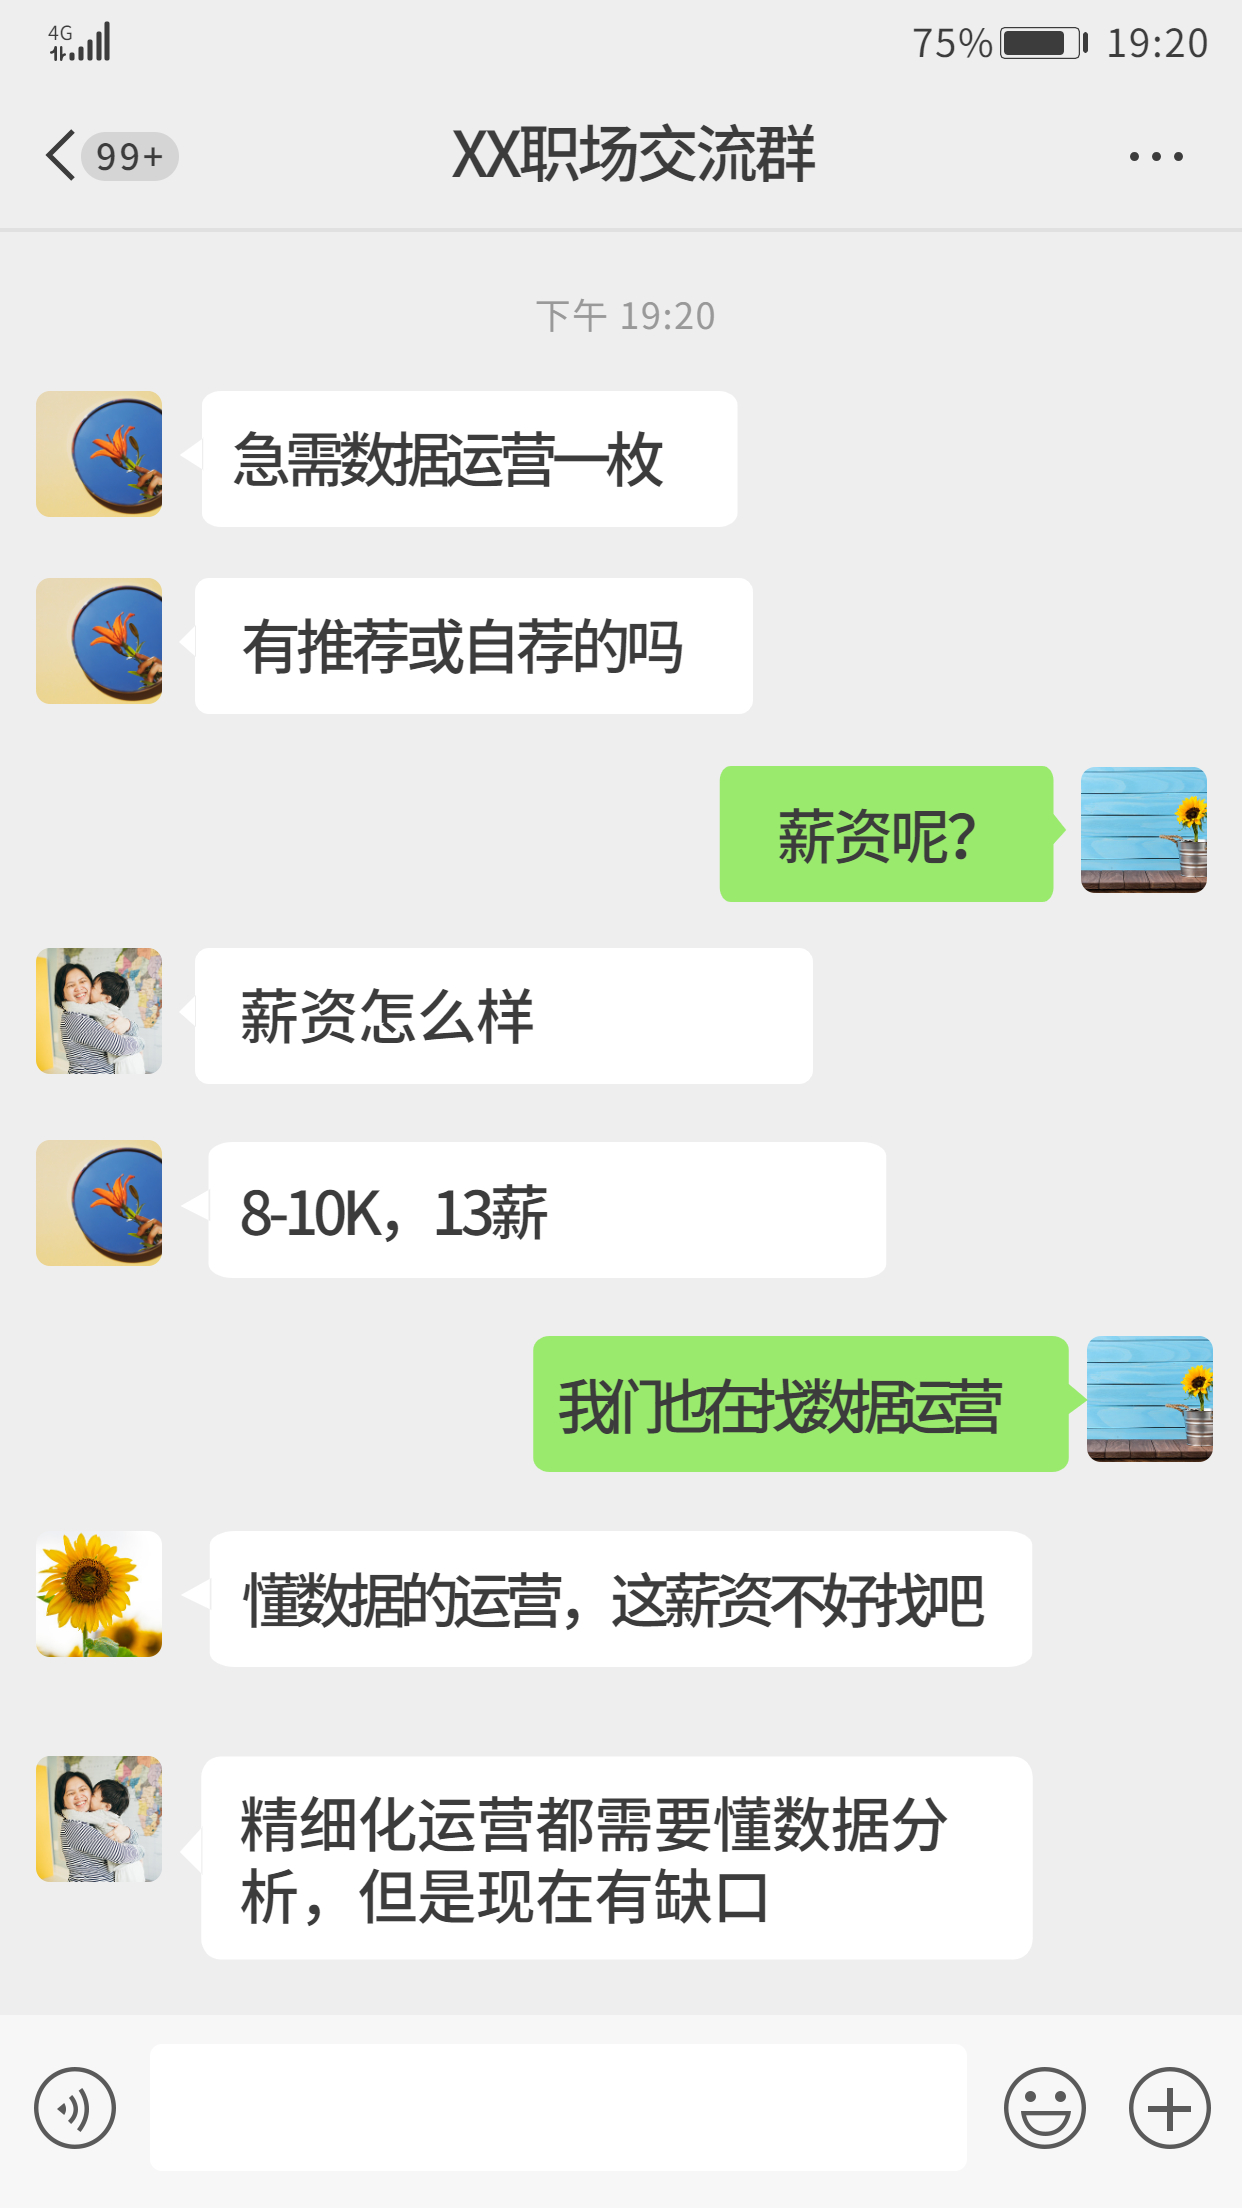 4G
75%
19:20
99+
XX职场交流群
下午 19:20
急需数据运营一枚
有推荐或自荐的吗
薪资呢?
薪资怎么样
8-10K，13薪
我们也在找数据运营
懂数据的运营，这薪资不好找吧
精细化运营都需要懂数据分
析，但是现在有缺口